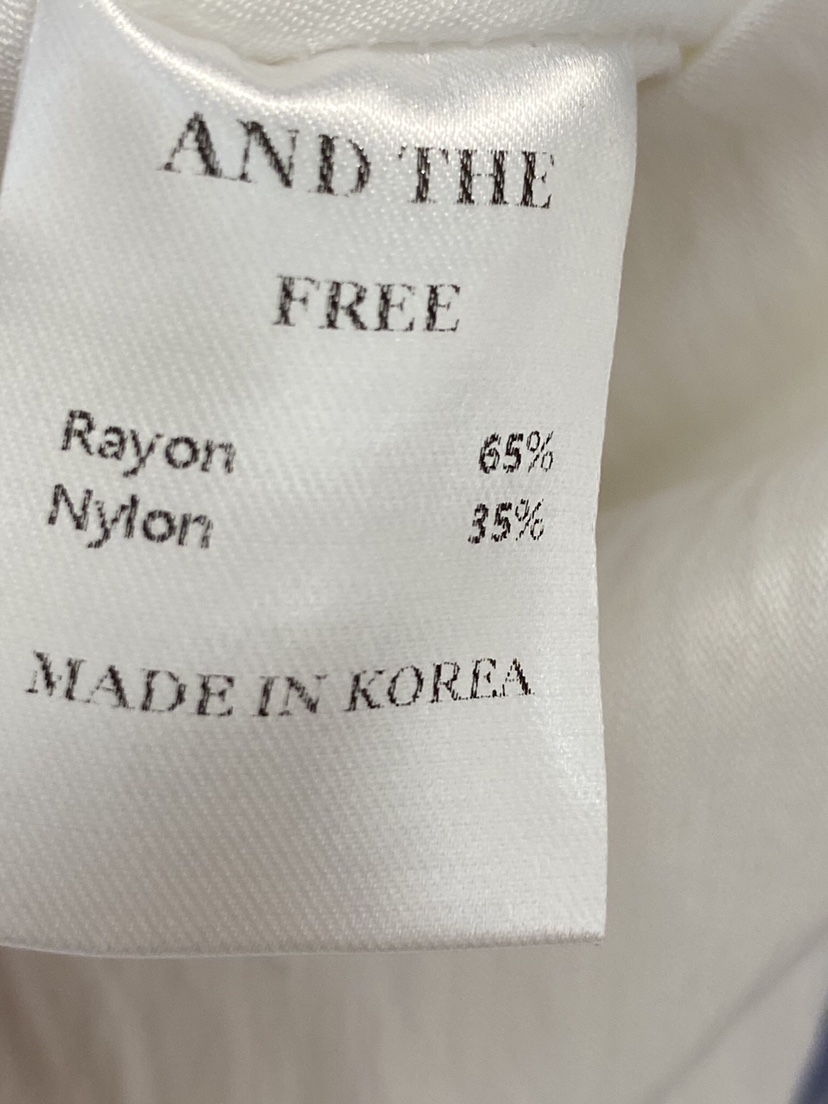 AND THE
FREE
Rayon 65%
Nylon 35%
MADE IN KOREA